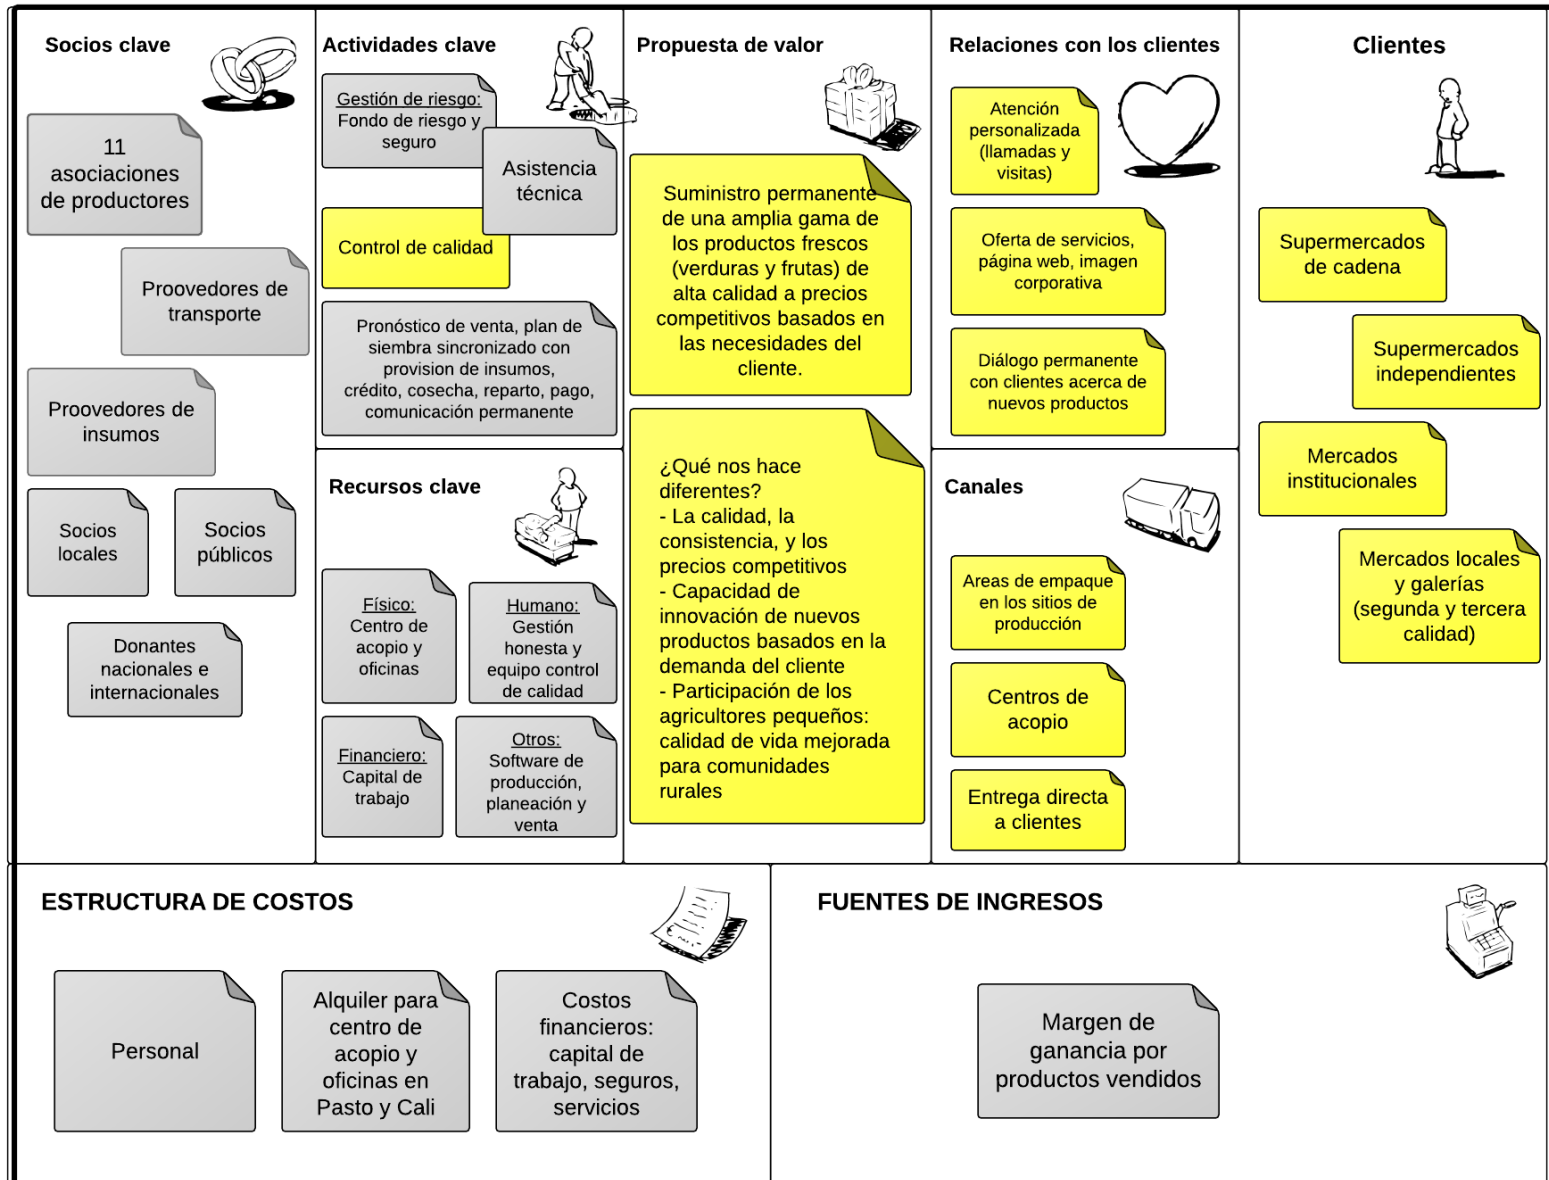 Socios clave
11
asociaciones
de productores
Proovedores de
transporte
Proovedores de
insumos
Socios
locales
Socios
públicos
Donantes
nacionales e
internacionales
Actividades clave
Gestión de riesgo:
Fondo de riesgo y
seguro
Asistencia
técnica
Control de calidad
Pronóstico de venta, plan de
siembra sincronizado con
provision de insumos,
crédito, cosecha, reparto, pago,
comunicación permanente
Recursos clave
Físico:
Centro de
acopio y
oficinas
Humano:
Gestión
honesta y
equipo control
de calidad
Financiero:
Capital de
trabajo
Otros:
Software de
producción,
planeación y
venta
Propuesta de valor
Suministro permanente
de una amplia gama de
los productos frescos
(verduras y frutas) de
alta calidad a precios
competitivos basados en
las necesidades del
cliente.
¿Qué nos hace
diferentes?
- La calidad, la
consistencia, y los
precios competitivos
- Capacidad de
innovación de nuevos
productos basados en la
demanda del cliente
- Participación de los
agricultores pequeños:
calidad de vida mejorada
para comunidades
rurales
Relaciones con los clientes
Atención
personalizada
(llamadas y
visitas)
Oferta de servicios,
página web, imagen
corporativa
Diálogo permanente
con clientes acerca de
nuevos productos
Canales
Areas de empaque
en los sitios de
producción
Centros de
acopio
Entrega directa
a clientes
Clientes
Supermercados
de cadena
Supermercados
independientes
Mercados
institucionales
Mercados locales
y galerías
(segunda y tercera
calidad)
ESTRUCTURA DE COSTOS
Personal
Alquiler para
centro de
acopio y
oficinas en
Pasto y Cali
Costos
financieros:
capital de
trabajo, seguros,
servicios
FUENTES DE INGRESOS
Margen de
ganancia por
productos vendidos